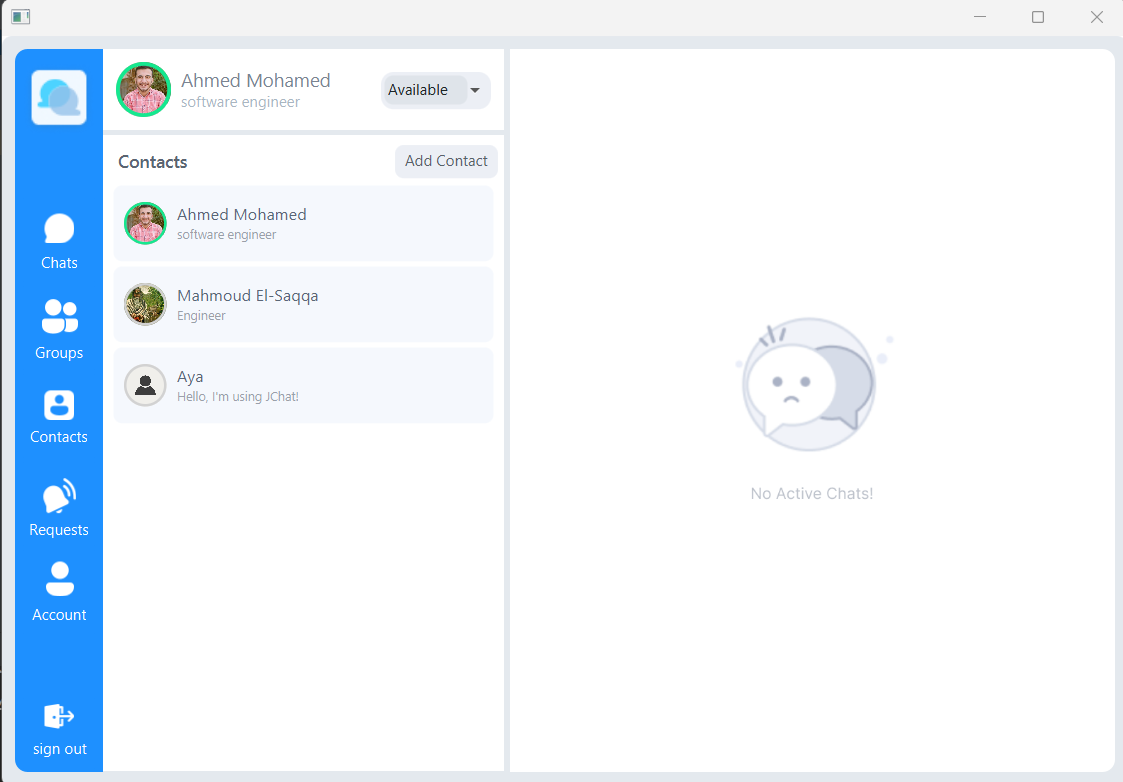 Ahmed Mohamed
software engineer
Available
Contacts
Add Contact
Ahmed Mohamed
software engineer
Mahmoud El-Saqqa
Engineer
Aya
Hello, I'm using JChat!
Chats
Groups
Contacts
Requests
Account
sign out
No Active Chats!